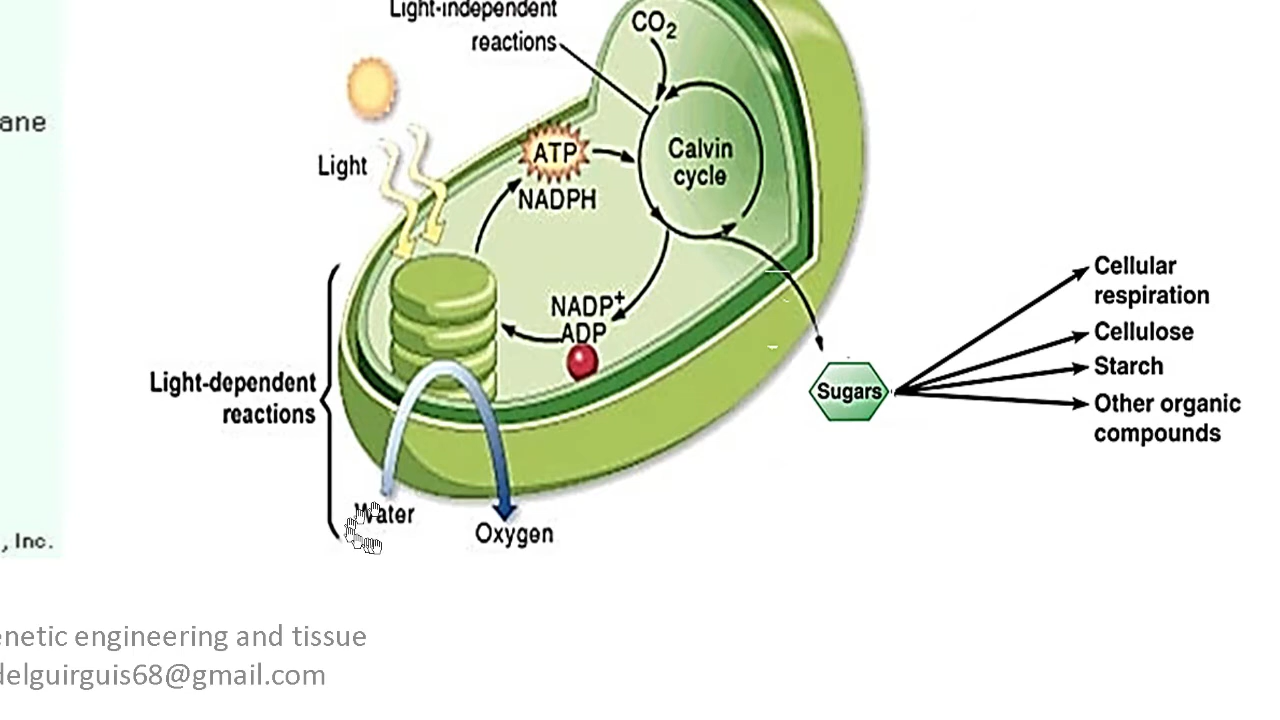 Light-independent
reactions
CO2
ane
Light
ATP
NADPH
Calvin
cycle
NADP+
ADP
Light-dependent
reactions
Sugars
Cellular
respiration
Cellulose
Starch
Other organic
compounds
Water
Oxygen
, Inc.
enetic engineering and tissue
delguirguis68@gmail.com